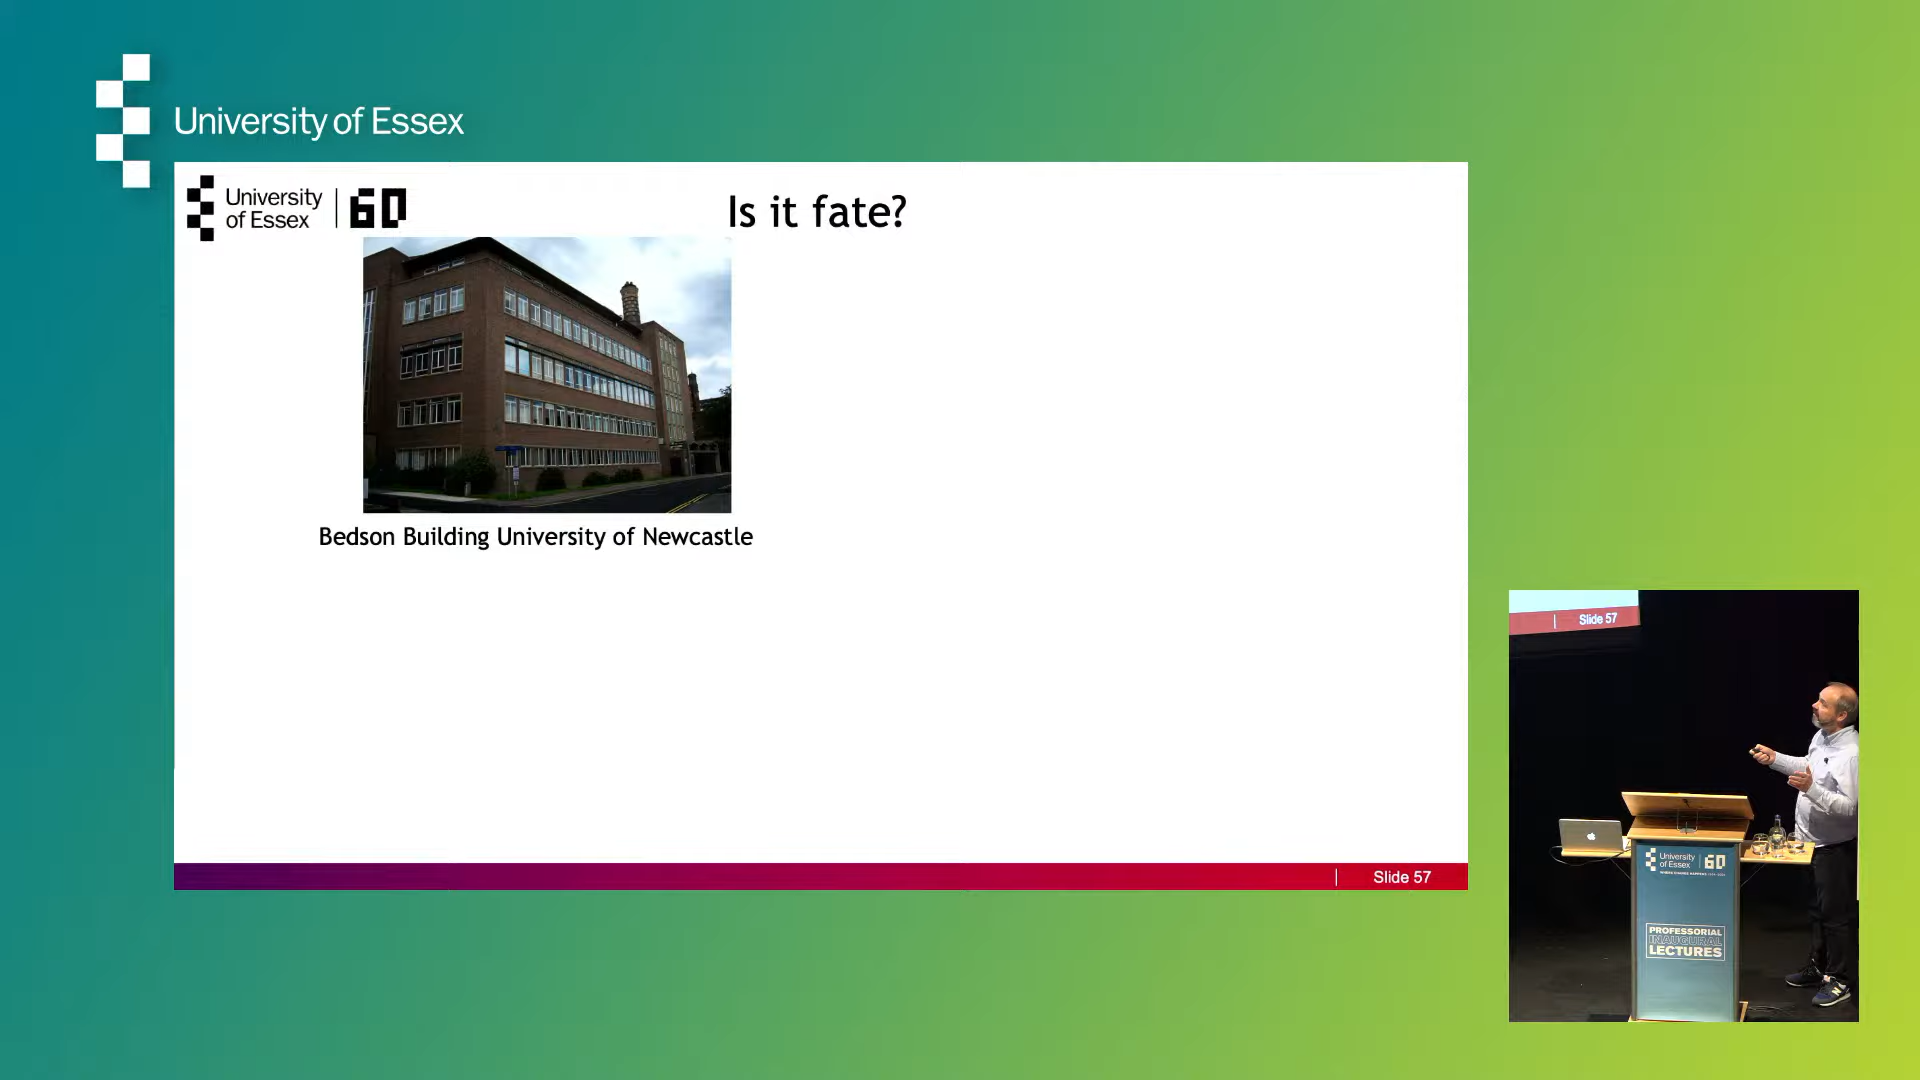 University of Essex
University
of Essex
60
Is it fate?
Bedson Building University of Newcastle
Slide 57
Slide 57
University
of Essex
60
PROFESSORIAL
INAUGURAL
LECTURES